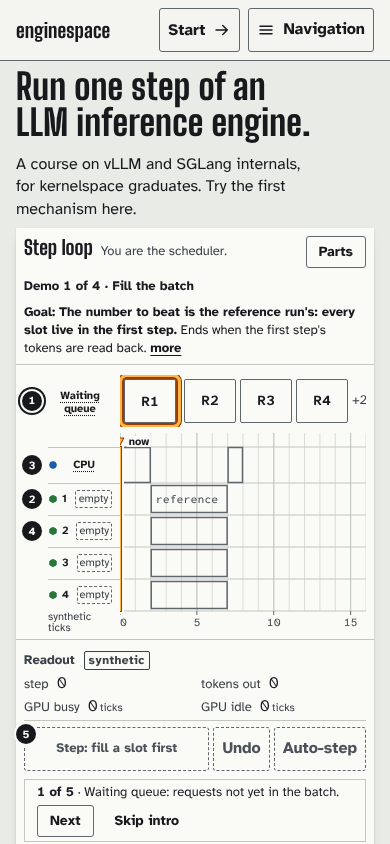 enginespace
Start →
Navigation
Run one step of an
LLM inference engine.
A course on vLLM and SGLang internals,
for kernelspace graduates. Try the first
mechanism here.
Step loop You are the scheduler.
Parts
Demo 1 of 4 · Fill the batch
Goal: The number to beat is the reference run's: every
slot live in the first step. Ends when the first step's
tokens are read back. more
1 Waiting
queue
R1 R2 R3 R4 +2
now
3 CPU
2 1 empty reference
4 2 empty
3 empty
4 empty
synthetic
ticks
0 5 10 15
Readout synthetic
step 0 tokens out 0
GPU busy 0 ticks GPU idle 0 ticks
5 Step: fill a slot first Undo Auto-step
1 of 5 · Waiting queue: requests not yet in the batch.
Next Skip intro